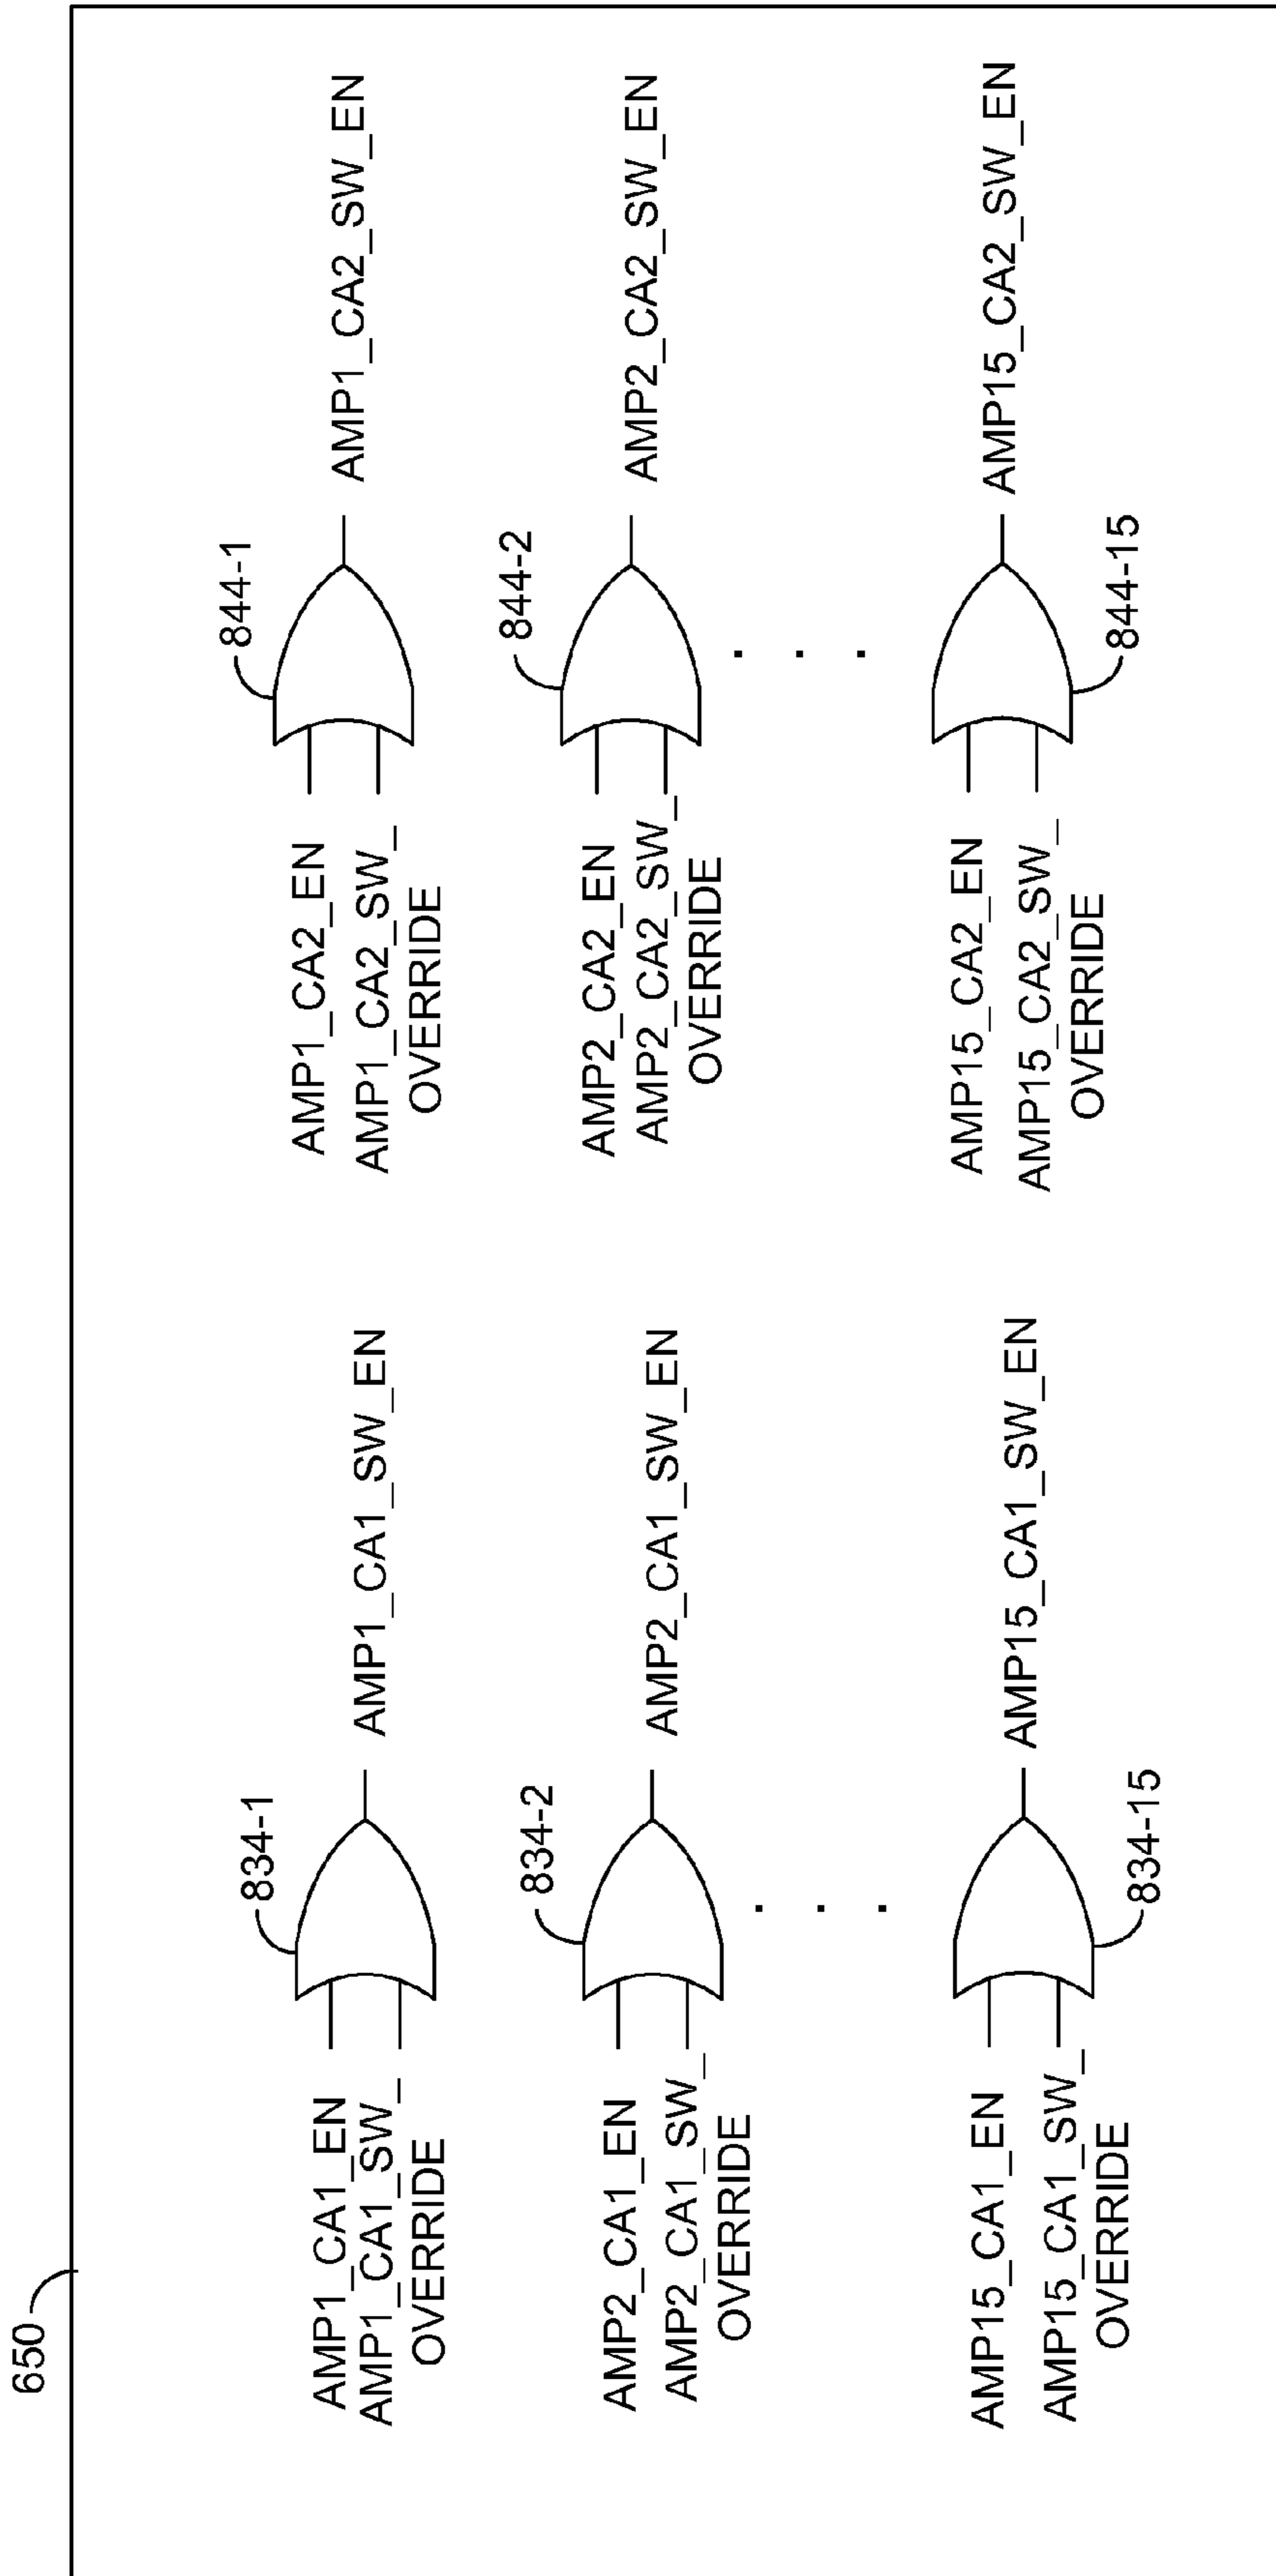 650
834-1
AMP1_CA1_EN
AMP1_CA1_SW_
OVERRIDE
AMP1_CA1_SW_EN
834-2
AMP2_CA1_EN
AMP2_CA1_SW_
OVERRIDE
AMP2_CA1_SW_EN
. . .
AMP15_CA1_EN
AMP15_CA1_SW_
OVERRIDE
AMP15_CA1_SW_EN
834-15
844-1
AMP1_CA2_EN
AMP1_CA2_SW_
OVERRIDE
AMP1_CA2_SW_EN
844-2
AMP2_CA2_EN
AMP2_CA2_SW_
OVERRIDE
AMP2_CA2_SW_EN
. . .
AMP15_CA2_EN
AMP15_CA2_SW_
OVERRIDE
AMP15_CA2_SW_EN
844-15